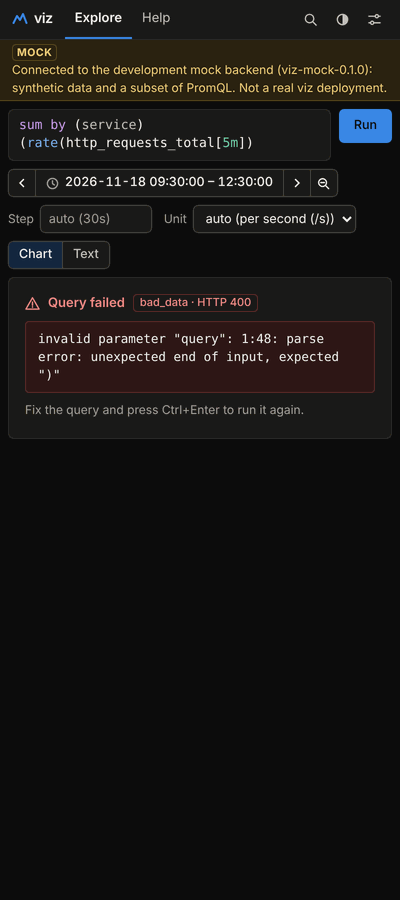 viz Explore Help
MOCK
Connected to the development mock backend (viz-mock-0.1.0):
synthetic data and a subset of PromQL. Not a real viz deployment.
sum by (service)
(rate(http_requests_total[5m])
Run
2026-11-18 09:30:00 – 12:30:00
Step auto (30s) Unit auto (per second (/s))
Chart Text
Query failed bad_data · HTTP 400
invalid parameter "query": 1:48: parse
error: unexpected end of input, expected
")"
Fix the query and press Ctrl+Enter to run it again.